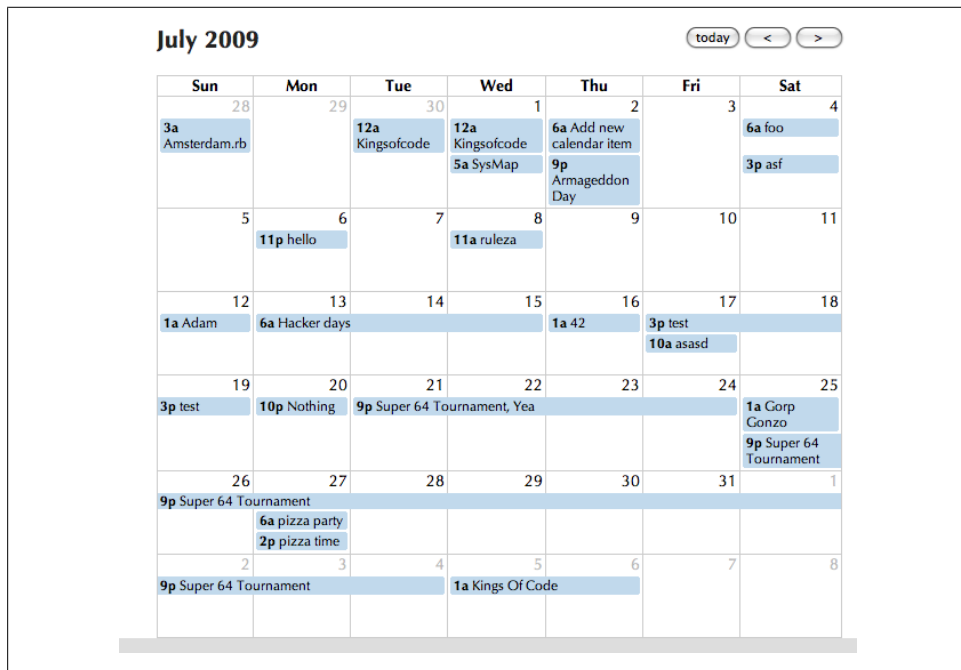 July 2009
today < >
Sun Mon Tue Wed Thu Fri Sat
28 29 30 1 2 3 4
3a
Amsterdam.rb
12a
Kingsofcode
12a
Kingsofcode
5a SysMap
6a Add new
calendar item
9p
Armageddon
Day
6a foo
3p asf
5 6 7 8 9 10 11
11p hello
11a ruleza
12 13 14 15 16 17 18
1a Adam
6a Hacker days
1a 42
3p test
10a asasd
19 20 21 22 23 24 25
3p test
10p Nothing
9p Super 64 Tournament, Yea
1a Gorp
Gonzo
9p Super 64
Tournament
26 27 28 29 30 31 1
9p Super 64 Tournament
6a pizza party
2p pizza time
2 3 4 5 6 7 8
9p Super 64 Tournament
1a Kings Of Code